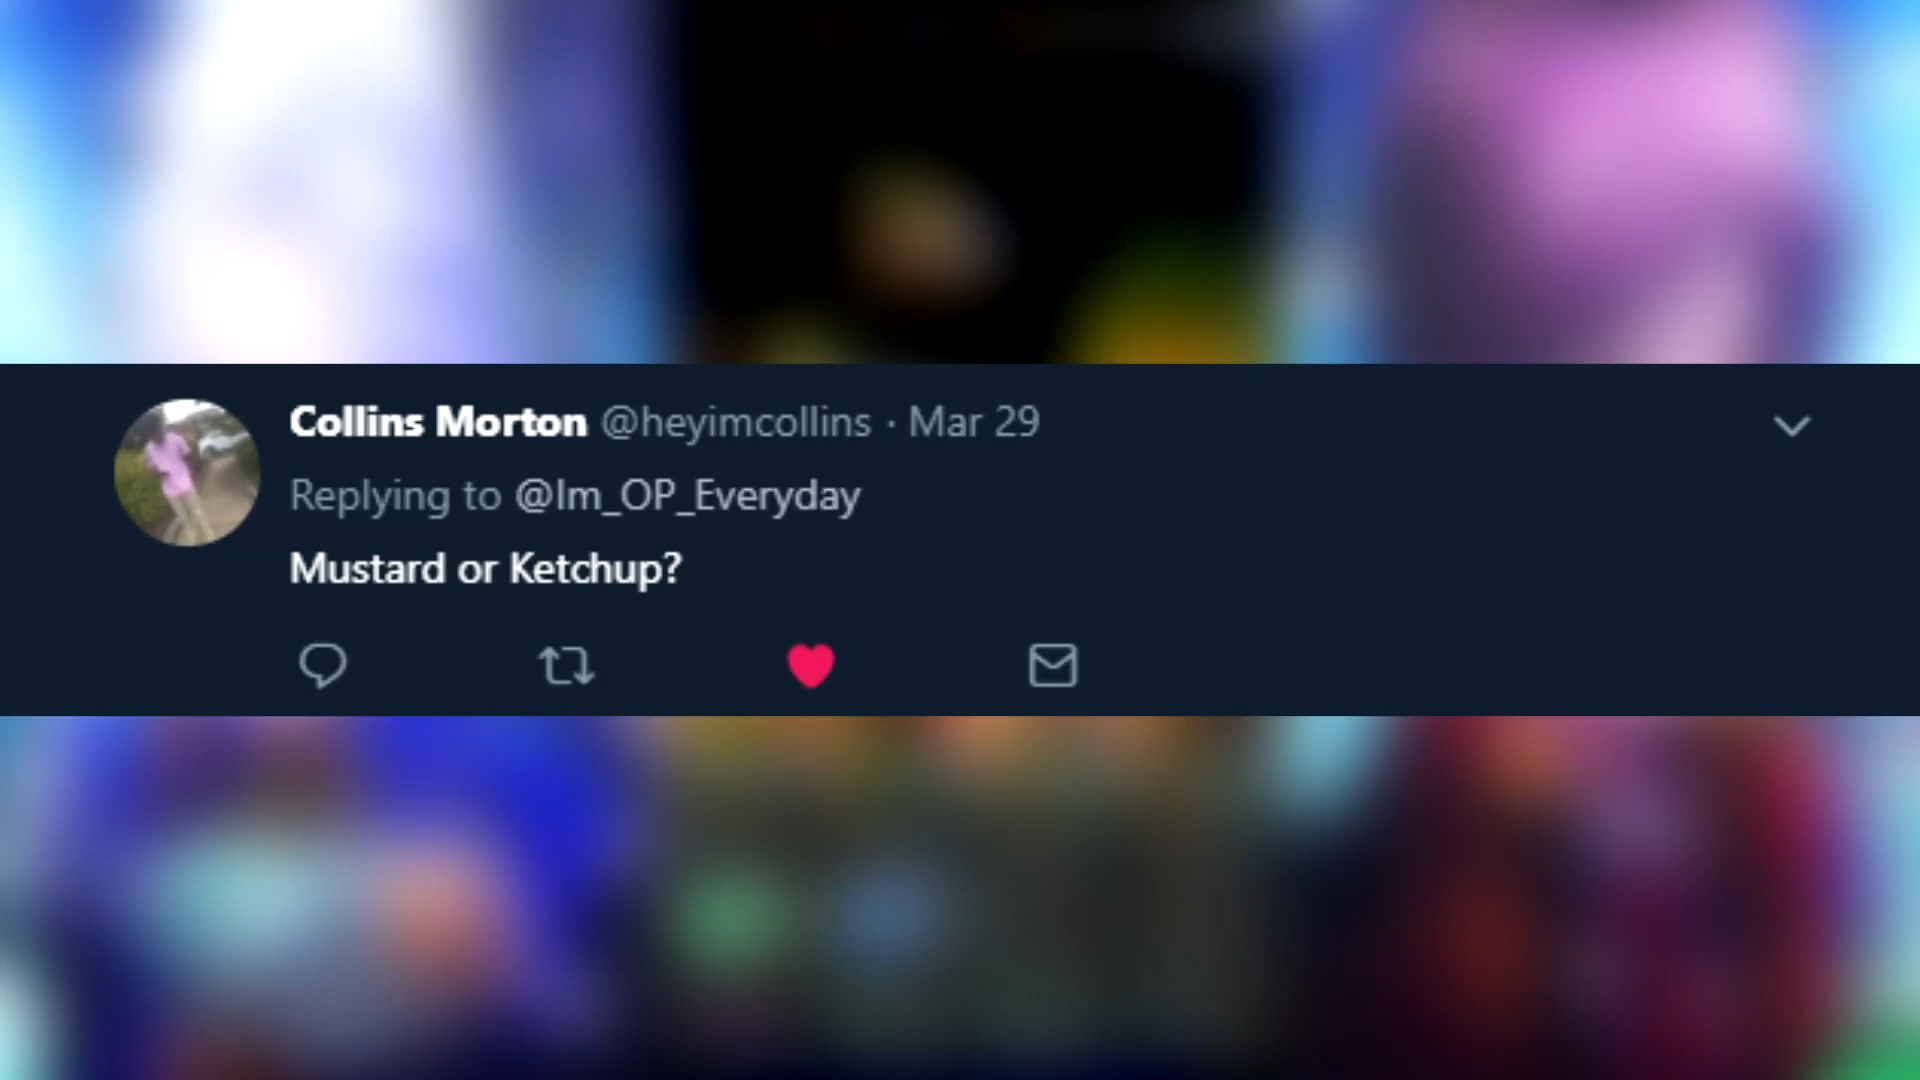 Collins Morton @heyimcollins · Mar 29
Replying to @Im_OP_Everyday
Mustard or Ketchup?